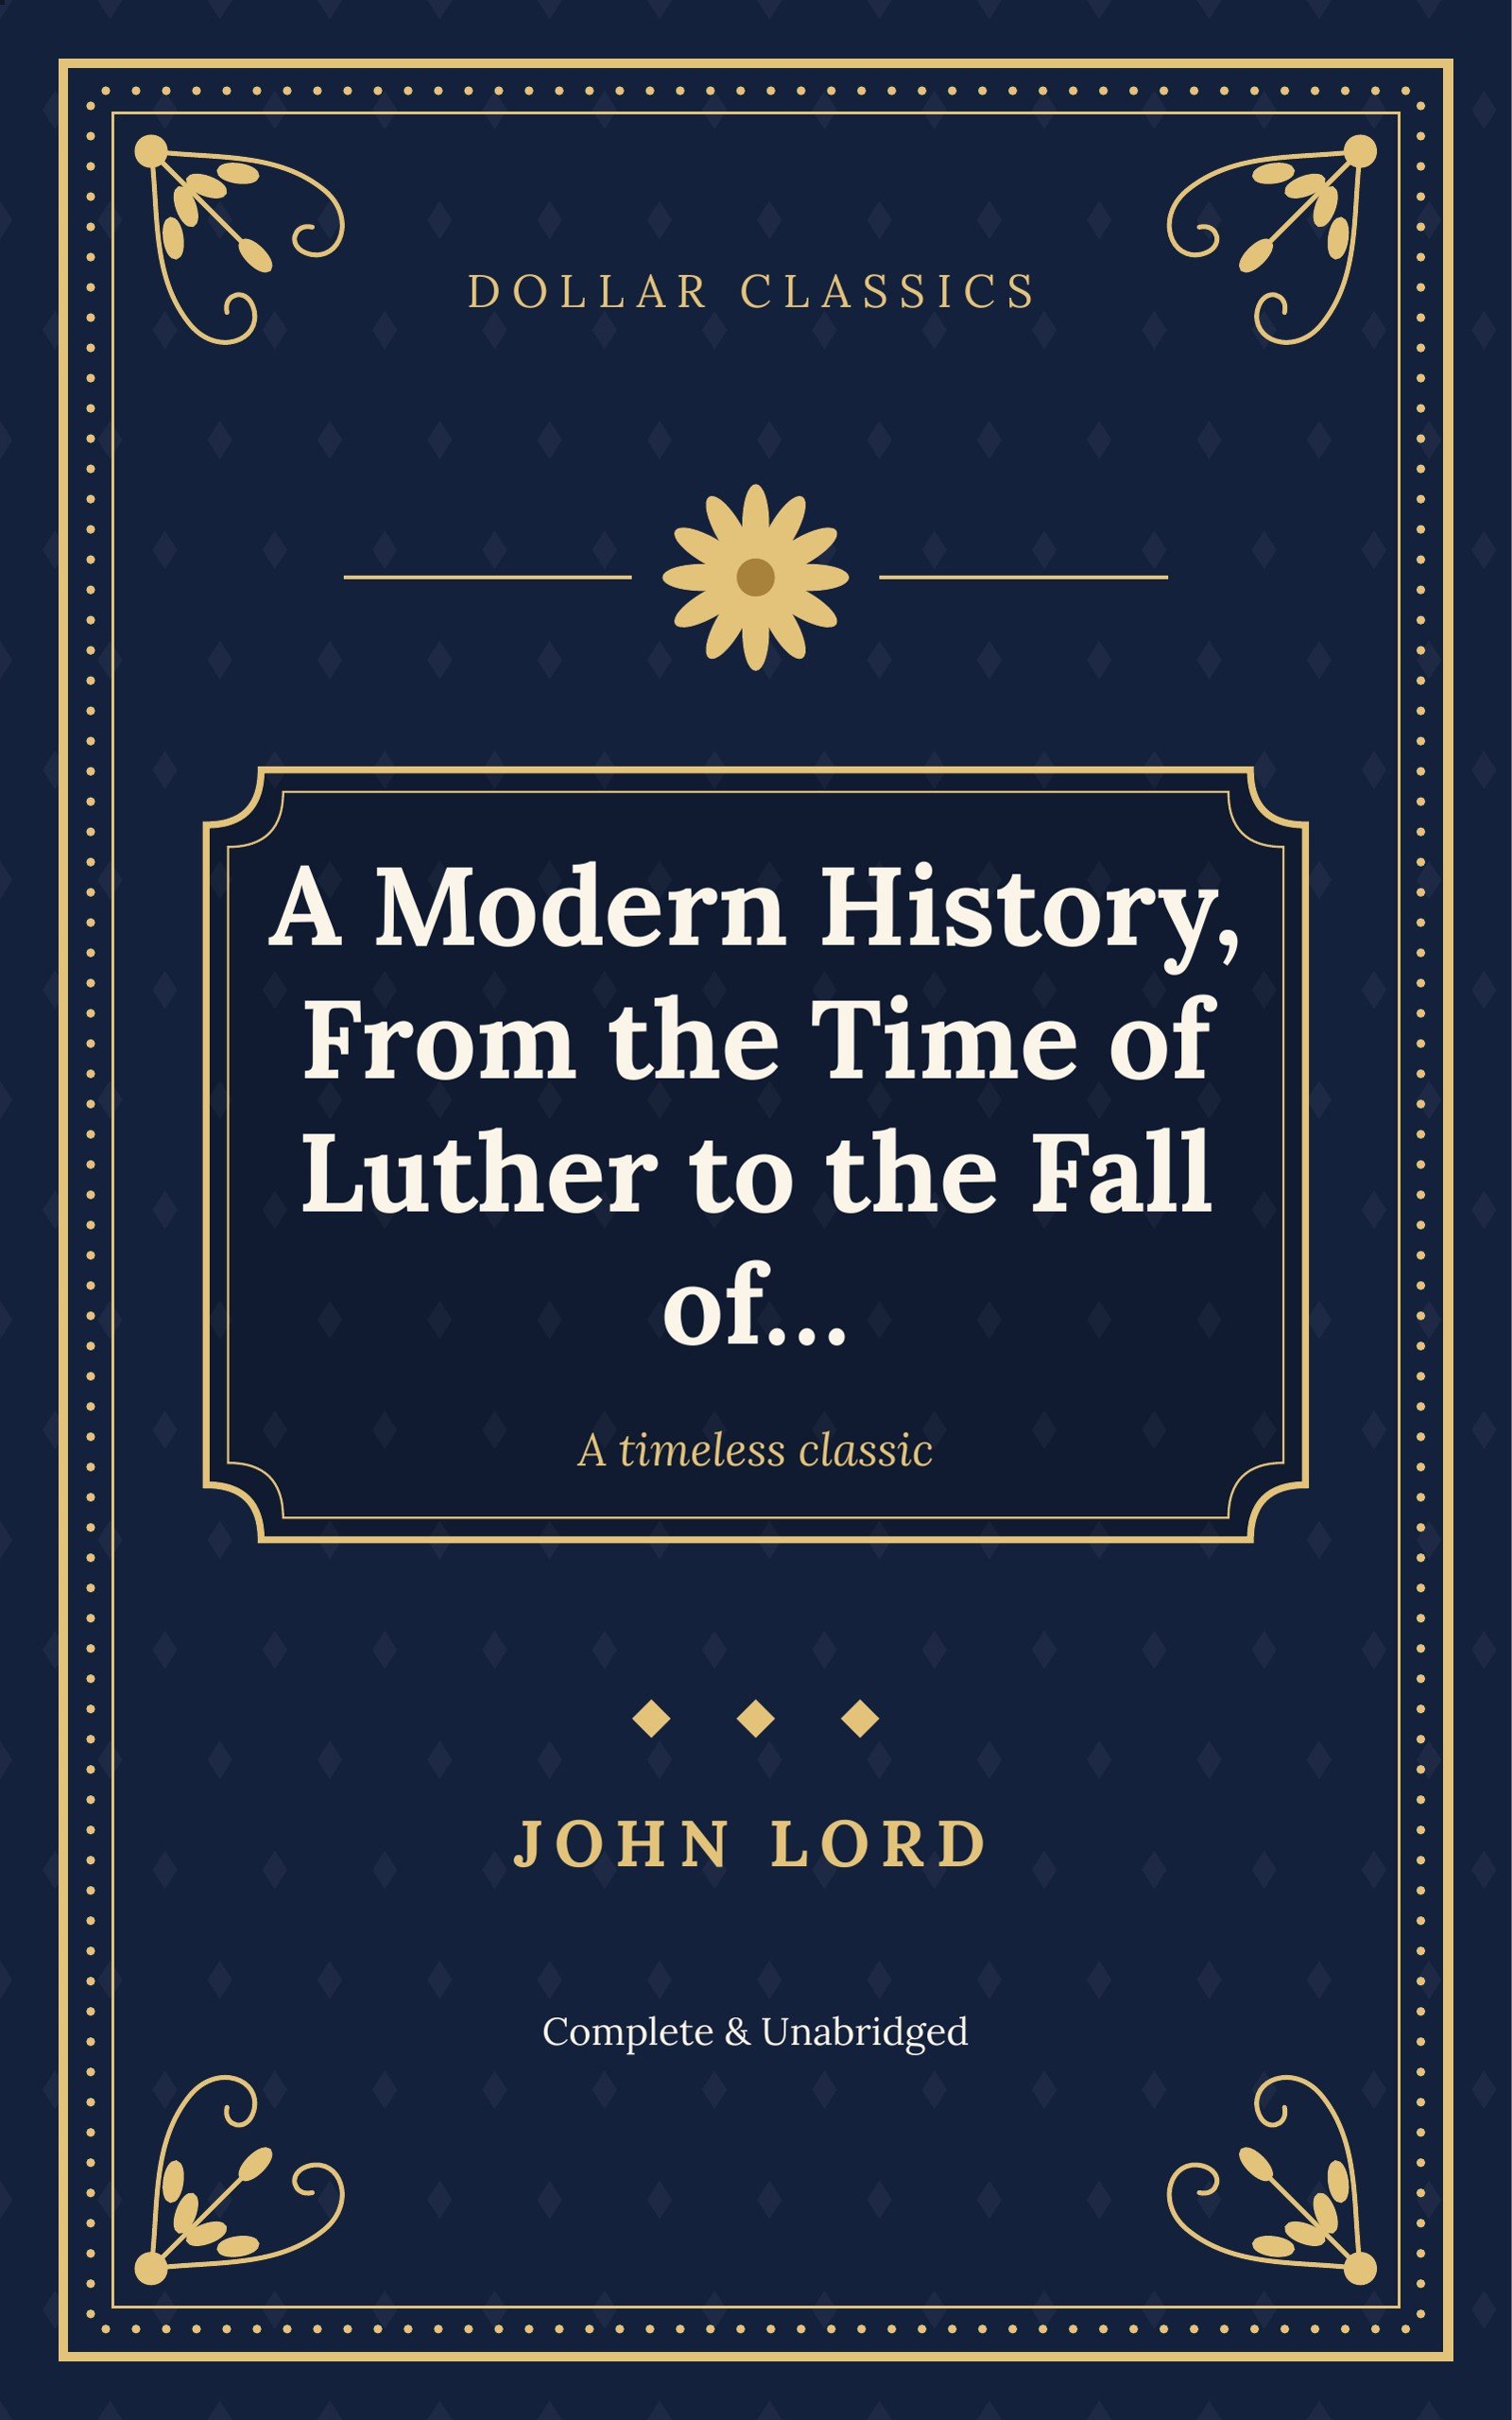 DOLLAR CLASSICS
A Modern History,
From the Time of
Luther to the Fall
of...
A timeless classic
JOHN LORD
Complete & Unabridged